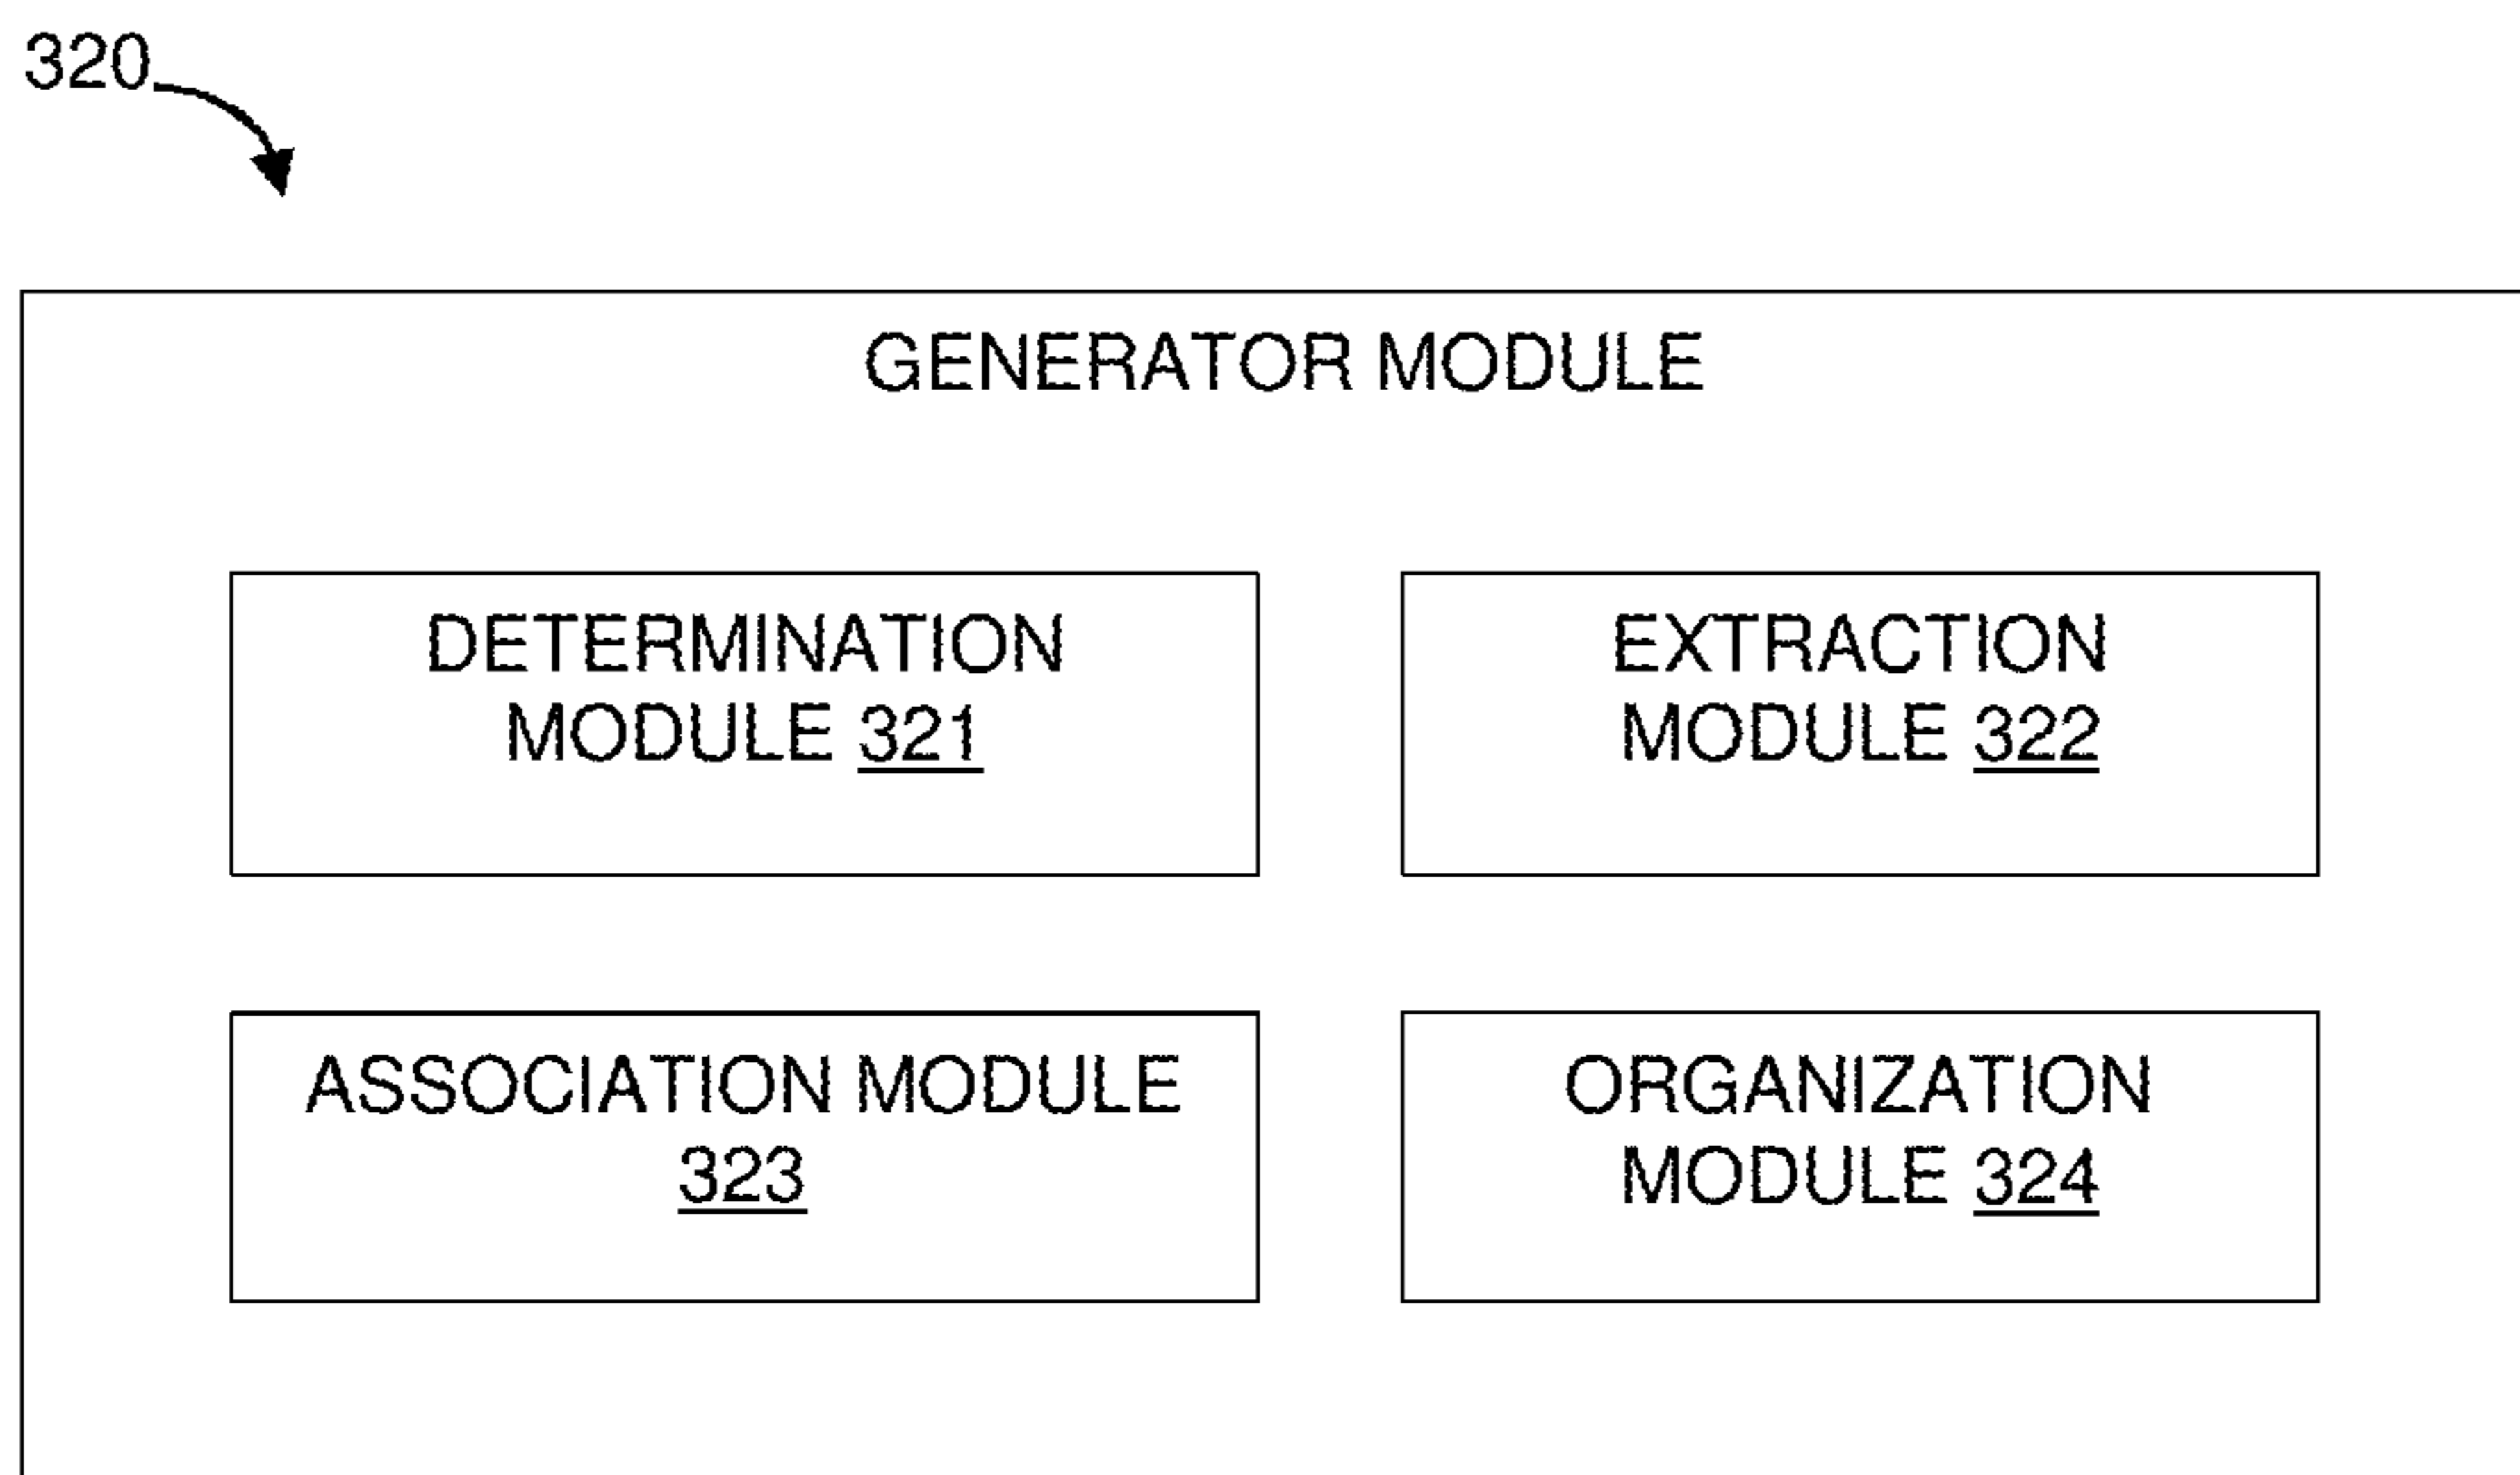 320
GENERATOR MODULE
DETERMINATION
MODULE 321
EXTRACTION
MODULE 322
ASSOCIATION MODULE
323
ORGANIZATION
MODULE 324